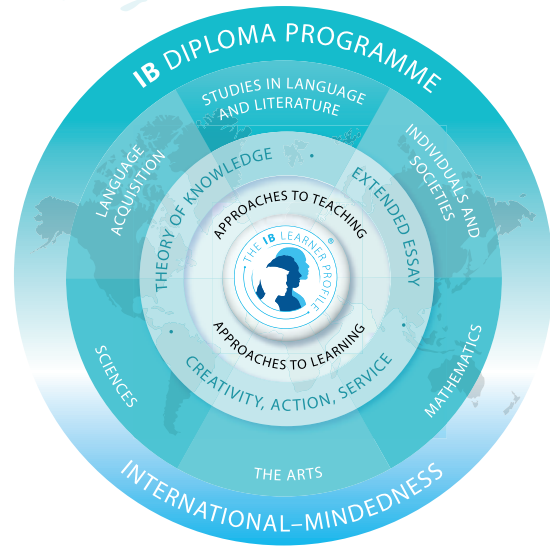 IB DIPLOMA PROGRAMME
STUDIES IN LANGUAGE
AND LITERATURE
LANGUAGE
ACQUISITION
INDIVIDUALS AND
SOCIETIES
THEORY OF KNOWLEDGE
EXTENDED ESSAY
APPROACHES TO TEACHING
THE IB LEARNER PROFILE ®
APPROACHES TO LEARNING
CREATIVITY, ACTION, SERVICE
SCIENCES
MATHEMATICS
THE ARTS
INTERNATIONAL–MINDEDNESS